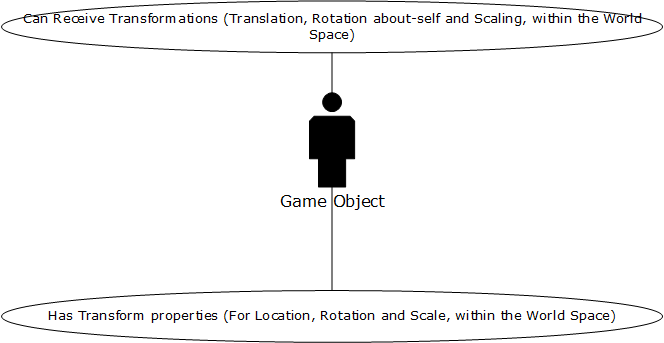 Can Receive Transformations (Translation, Rotation about-self and Scaling, within the World
Space)
Game Object
Has Transform properties (For Location, Rotation and Scale, within the World Space)